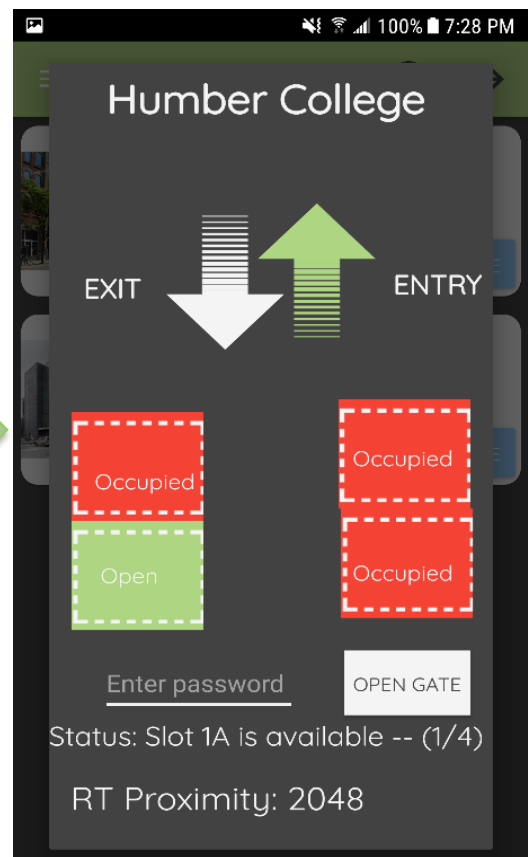 100% 7:28 PM
Humber College
EXIT
ENTRY
Occupied
Occupied
Open
Occupied
Enter password
OPEN GATE
Status: Slot 1A is available -- (1/4)
RT Proximity: 2048